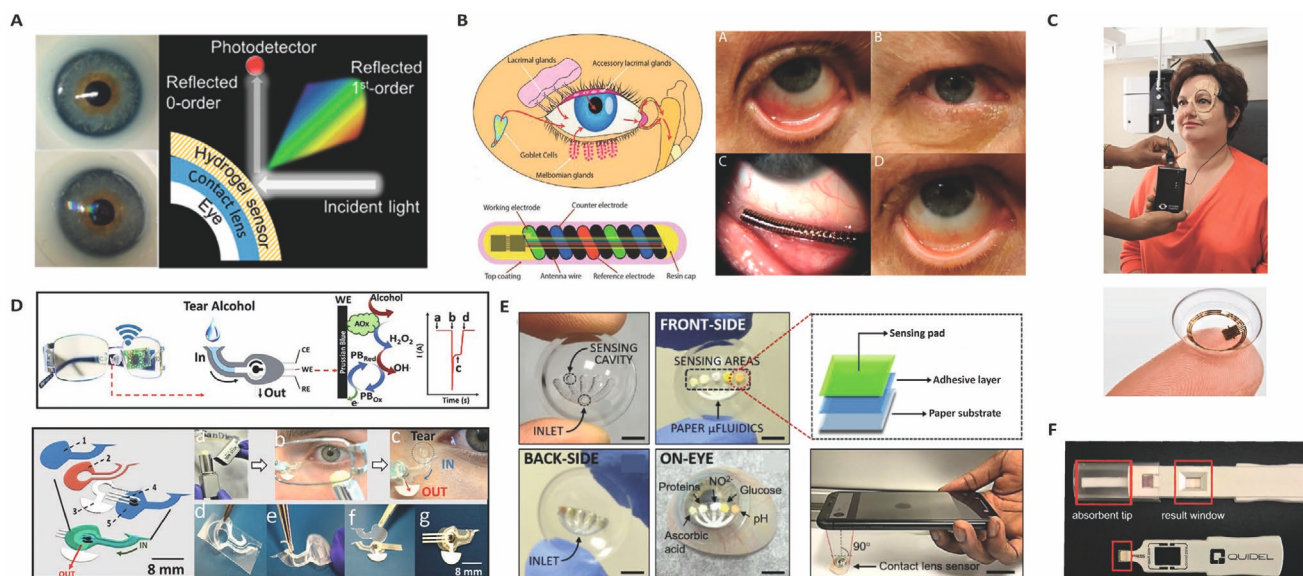 A
Photodetector
Reflected
0-order
Reflected
1st-order
Hydrogel sensor
Contact lens
Eye
Incident light
B
Lacrimal glands
Accessory lacrimal glands
Goblet Cells
Melbomian glands
Working electrode
Counter electrode
Top coating
Antenna wire
Reference electrode
Resin cap
A
B
C
D
C
D
Tear Alcohol
In
Out
CE
WE
RE
WE
Prussian Blue
Alcohol
AOx
H2O2
PBRed
OH-
PBOx
e-
a b d
c
I (A)
Time (s)
1
2
3
4
5
IN
OUT
8 mm
a
b
c
Tear
IN
OUT
d
e
f
g
8 mm
E
SENSING
CAVITY
INLET
FRONT-SIDE
SENSING AREAS
PAPER µFLUIDICS
Sensing pad
Adhesive layer
Paper substrate
BACK-SIDE
INLET
ON-EYE
Proteins
NO2-
Glucose
pH
Ascorbic
acid
90°
Contact lens sensor
F
absorbent tip
result window
QUIDEL